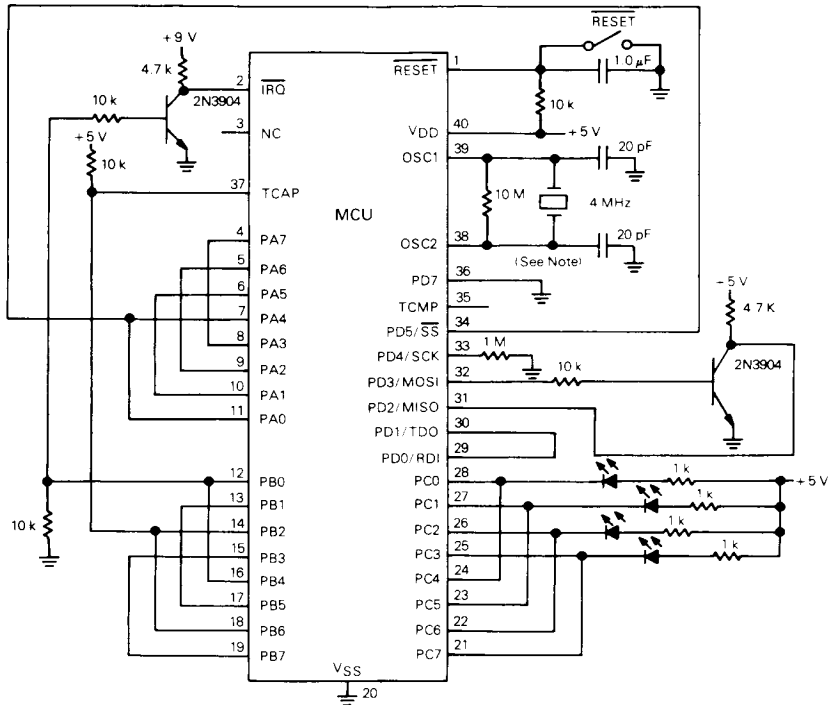 RESET
+9 V
1
RESET
1.0 µF
4.7 k
2
IRQ
2N3904
10 k
10 k
3
NC
40
VDD
+5 V
+5 V
39
OSC1
20 pF
10 k
37
TCAP
10 M
4 MHz
MCU
4
PA7
38
OSC2
20 pF
(See Note)
5
PA6
36
PD7
6
PA5
35
TCMP
+5 V
7
PA4
34
PD5/SS
4.7 K
8
PA3
33
PD4/SCK
1 M
9
PA2
32
PD3/MOSI
10 k
2N3904
10
PA1
31
PD2/MISO
11
PA0
30
PD1/TDO
29
PD0/RDI
12
PB0
28
PC0
1 k
+5 V
13
PB1
27
PC1
1 k
14
PB2
26
PC2
1 k
10 k
15
PB3
25
PC3
1 k
16
PB4
24
PC4
17
PB5
23
PC5
18
PB6
22
PC6
19
PB7
21
PC7
VSS
20